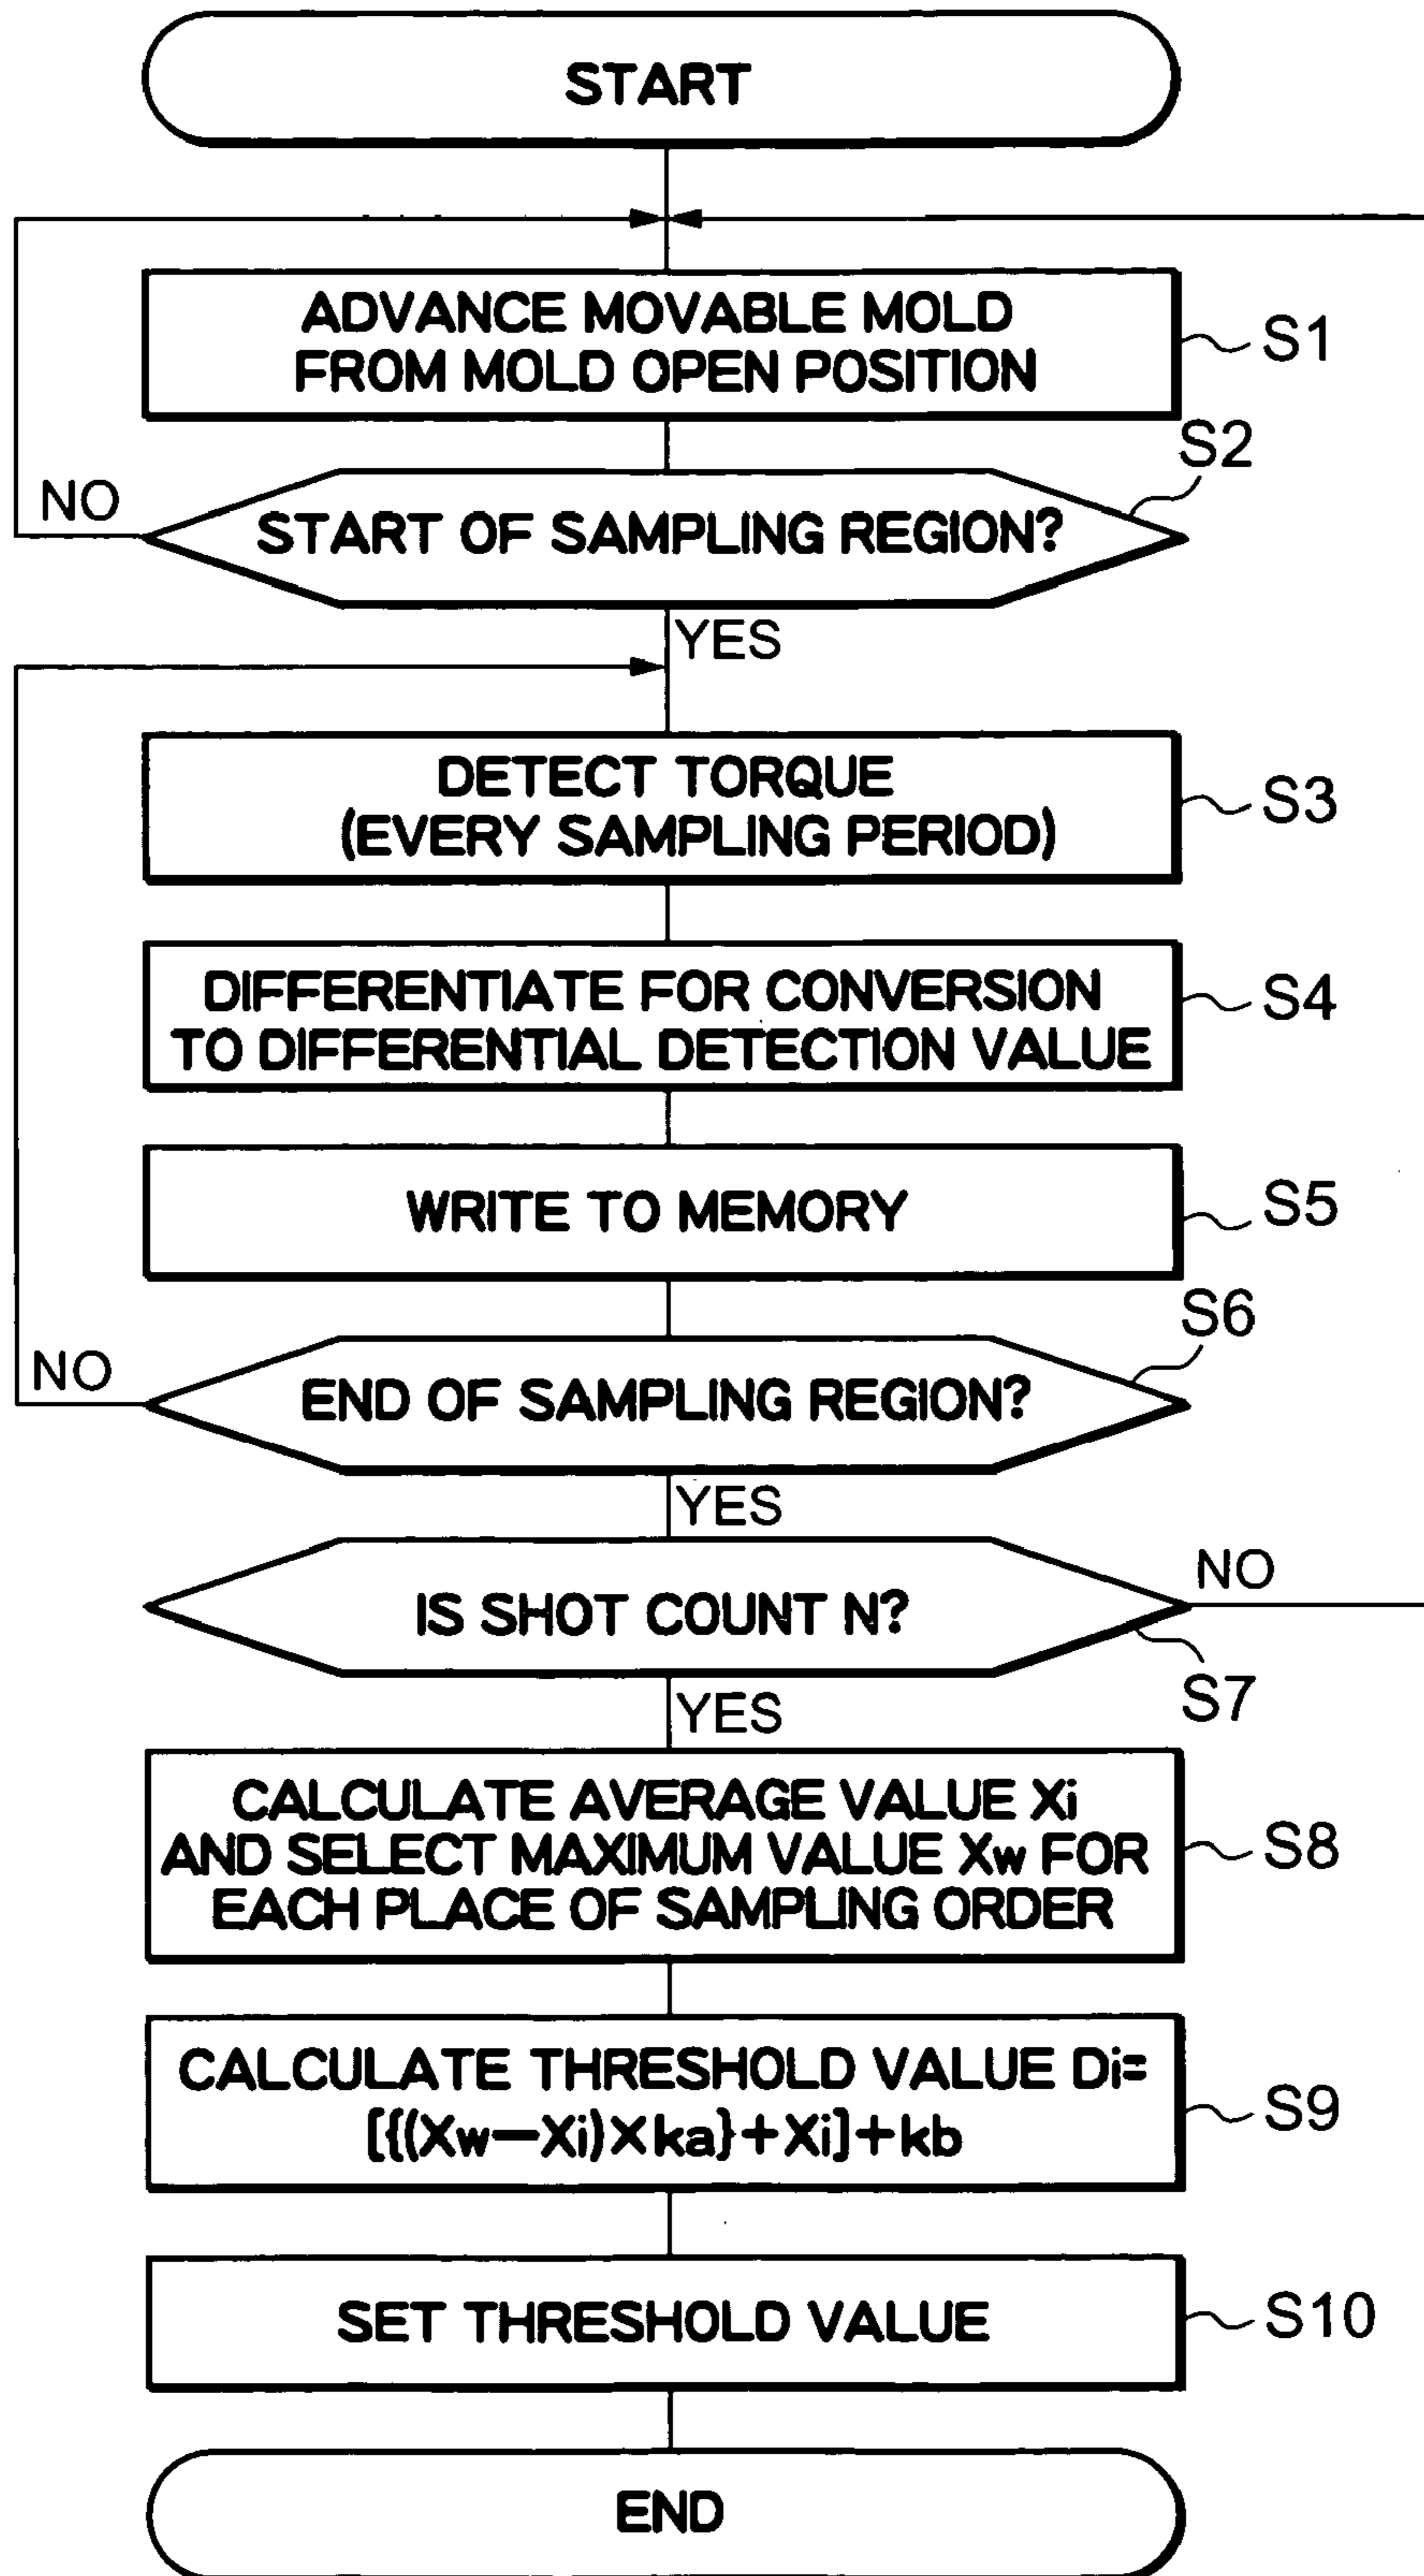 START
ADVANCE MOVABLE MOLD
FROM MOLD OPEN POSITION
S1
S2
NO
START OF SAMPLING REGION?
YES
DETECT TORQUE
(EVERY SAMPLING PERIOD)
S3
DIFFERENTIATE FOR CONVERSION
TO DIFFERENTIAL DETECTION VALUE
S4
WRITE TO MEMORY
S5
S6
NO
END OF SAMPLING REGION?
YES
NO
IS SHOT COUNT N?
S7
YES
CALCULATE AVERAGE VALUE Xi
AND SELECT MAXIMUM VALUE Xw FOR
EACH PLACE OF SAMPLING ORDER
S8
CALCULATE THRESHOLD VALUE Di=
[{(Xw−Xi)×ka}+Xi]+kb
S9
SET THRESHOLD VALUE
S10
END